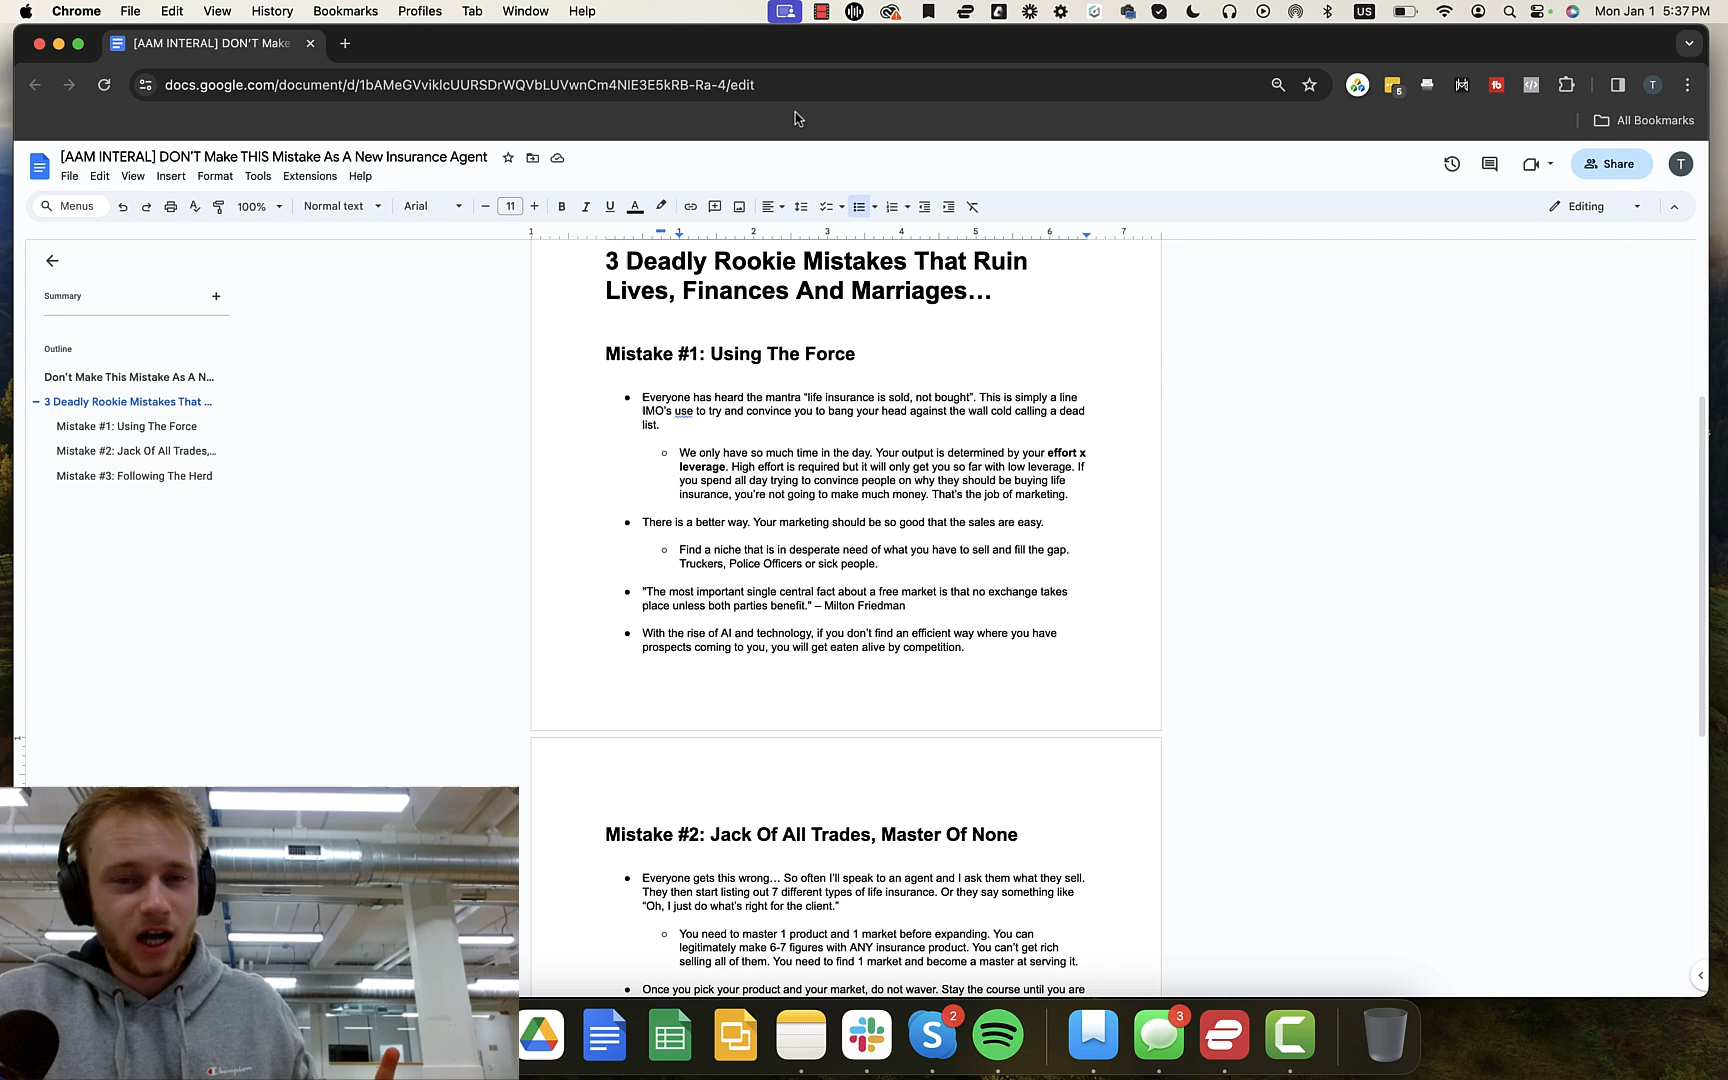 Chrome File Edit View History Bookmarks Profiles Tab Window Help US Mon Jan 1 5:37 PM
[AAM INTERAL] DON'T Make
docs.google.com/document/d/1bAMeGVviklcUURSDrWQVbLUVwnCm4NlE3E5kRB-Ra-4/edit 5 tb T
All Bookmarks
[AAM INTERAL] DON'T Make THIS Mistake As A New Insurance Agent
Share T
File Edit View Insert Format Tools Extensions Help
Menus 100% Normal text Arial 11 B I U A Editing
1 1 2 3 4 5 6 7
Summary
Outline
Don't Make This Mistake As A N...
3 Deadly Rookie Mistakes That ...
Mistake #1: Using The Force
Mistake #2: Jack Of All Trades,...
Mistake #3: Following The Herd
3 Deadly Rookie Mistakes That Ruin
Lives, Finances And Marriages…
Mistake #1: Using The Force
● Everyone has heard the mantra “life insurance is sold, not bought”. This is simply a line
IMO’s use to try and convince you to bang your head against the wall cold calling a dead
list.
○ We only have so much time in the day. Your output is determined by your effort x
leverage. High effort is required but it will only get you so far with low leverage. If
you spend all day trying to convince people on why they should be buying life
insurance, you’re not going to make much money. That’s the job of marketing.
● There is a better way. Your marketing should be so good that the sales are easy.
○ Find a niche that is in desperate need of what you have to sell and fill the gap.
Truckers, Police Officers or sick people.
● "The most important single central fact about a free market is that no exchange takes
place unless both parties benefit." – Milton Friedman
● With the rise of AI and technology, if you don’t find an efficient way where you have
prospects coming to you, you will get eaten alive by competition.
1
Mistake #2: Jack Of All Trades, Master Of None
● Everyone gets this wrong… So often I’ll speak to an agent and I ask them what they sell.
They then start listing out 7 different types of life insurance. Or they say something like
“Oh, I just do what’s right for the client.”
○ You need to master 1 product and 1 market before expanding. You can
legitimately make 6-7 figures with ANY insurance product. You can’t get rich
selling all of them. You need to find 1 market and become a master at serving it.
● Once you pick your product and your market, do not waver. Stay the course until you are
Champion
S 2 3 C